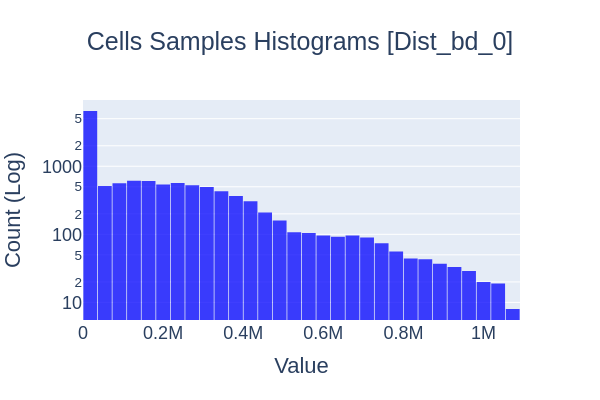 Cells Samples Histograms [Dist_bd_0]
Count (Log)
5
2
1000
5
2
100
5
2
10
0
0.2M
0.4M
0.6M
0.8M
1M
Value